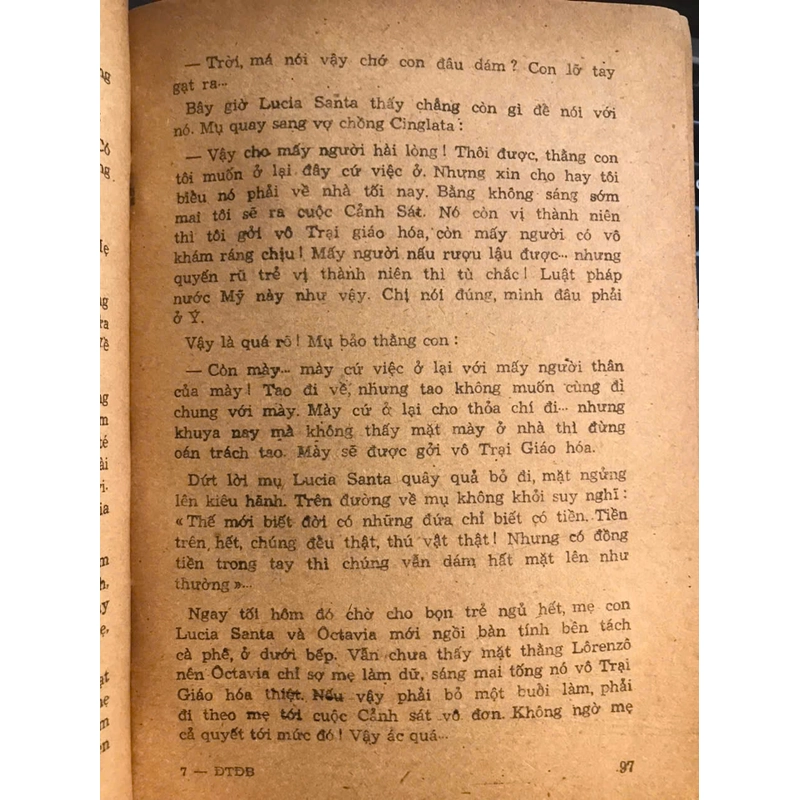 — Trời, má nói vậy chớ con đâu dám? Con lỡ tay
gạt ra...
Bây giờ Lucia Santa thấy chẳng còn gì để nói với
nó. Mụ quay sang vợ chồng Cinglata :
— Vậy cho mấy người hài lòng! Thôi được, thằng con
tôi muốn ở lại đây cứ việc ở. Nhưng xin cho hay tôi
biểu nó phải về nhà tối nay. Bằng không sáng sớm
mai tôi sẽ ra cuộc Cảnh Sát. Nó còn vị thành niên
thì tôi gởi vô Trại giáo hóa, còn mấy người có vô
khám ráng chịu! Mấy người nấu rượu lậu được... nhưng
quyến rũ trẻ vị thành niên thì tù chắc! Luật pháp
nước Mỹ này như vậy. Chị nói đúng, mình đâu phải
ở Ý.
Vậy là quá rõ! Mụ bảo thằng con :
— Còn mày... mày cứ việc ở lại với mấy người thân
của mày! Tao đi về, nhưng tao không muốn cùng đi
chung với mày. Mày cứ ở lại cho thỏa chí đi... nhưng
khuya nay mà không thấy mặt mày ở nhà thì đừng
oán trách tao. Mày sẽ được gởi vô Trại Giáo hóa.
Dứt lời mụ Lucia Santa quây quả bỏ đi, mặt ngửng
lên kiêu hãnh. Trên đường về mụ không khỏi suy nghĩ :
« Thế mới biết đời có những đứa chỉ biết có tiền. Tiền
trên hết, chúng đều thật, thú vật thật! Nhưng có đồng
tiền trong tay thì chúng vẫn dám hất mặt lên như
thường »...
Ngay tối hôm đó chờ cho bọn trẻ ngủ hết, mẹ con
Lucia Santa và Octavia mới ngồi bàn tính bên tách
cà phê, ở dưới bếp. Vẫn chưa thấy mặt thằng Lôrenzô
nên Octavia chỉ sợ mẹ làm dữ, sáng mai tống nó vô Trại
Giáo hóa thiệt. Nếu vậy phải bỏ một buổi làm, phải
đi theo mẹ tới cuộc Cảnh sát vô đơn. Không ngờ mẹ
cả quyết tới mức đó! Vậy ác quá...
7 — ĐTĐB
97